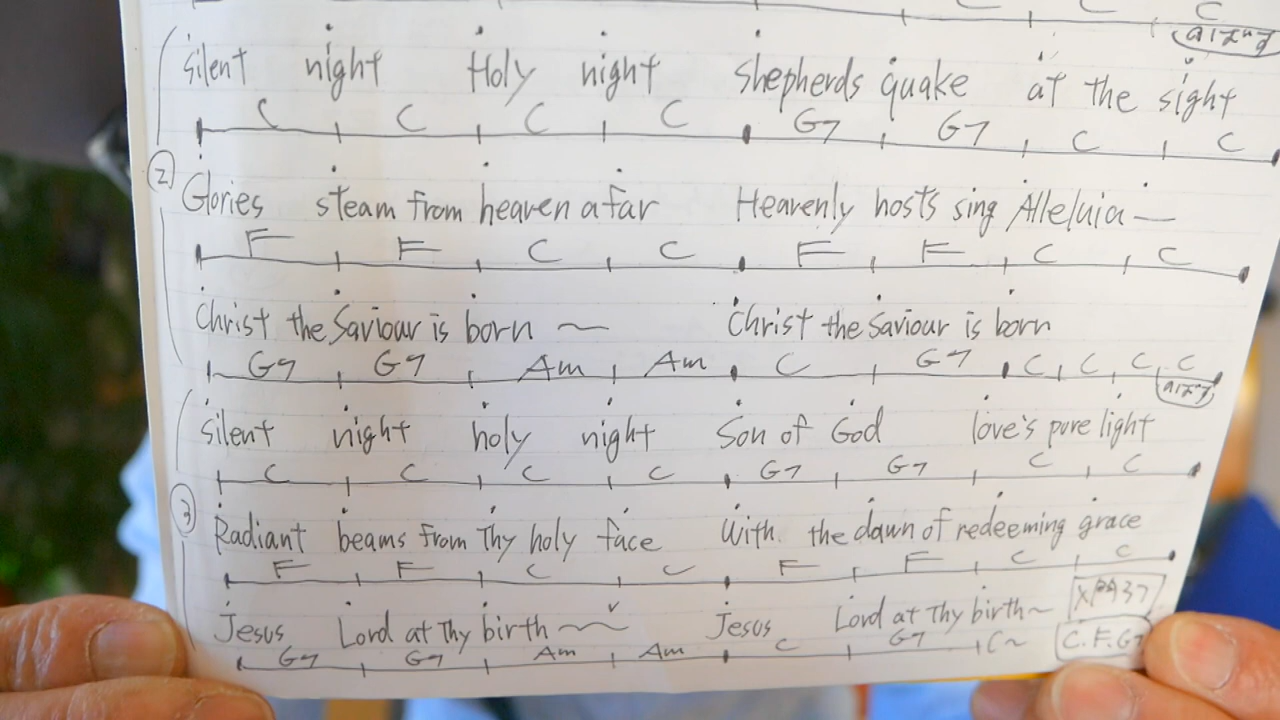 C C C
silent night Holy night shepherds quake at the sight
C C C C G7 G7 C C
② Glories steam from heaven afar Heavenly hosts sing Alleluia —
F F C C F F C C
Christ the Saviour is born ~ Christ the Saviour is born
G7 G7 Am Am C G7 C C C C
silent night holy night Son of God love's pure light
C C C C G7 G7 C C
③ Radiant beams from Thy holy face With the dawn of redeeming grace
F F C C F F C C
Jesus Lord at Thy birth ~~ Jesus Lord at Thy birth~
G7 G7 Am Am C G7 C~
C.F.G7